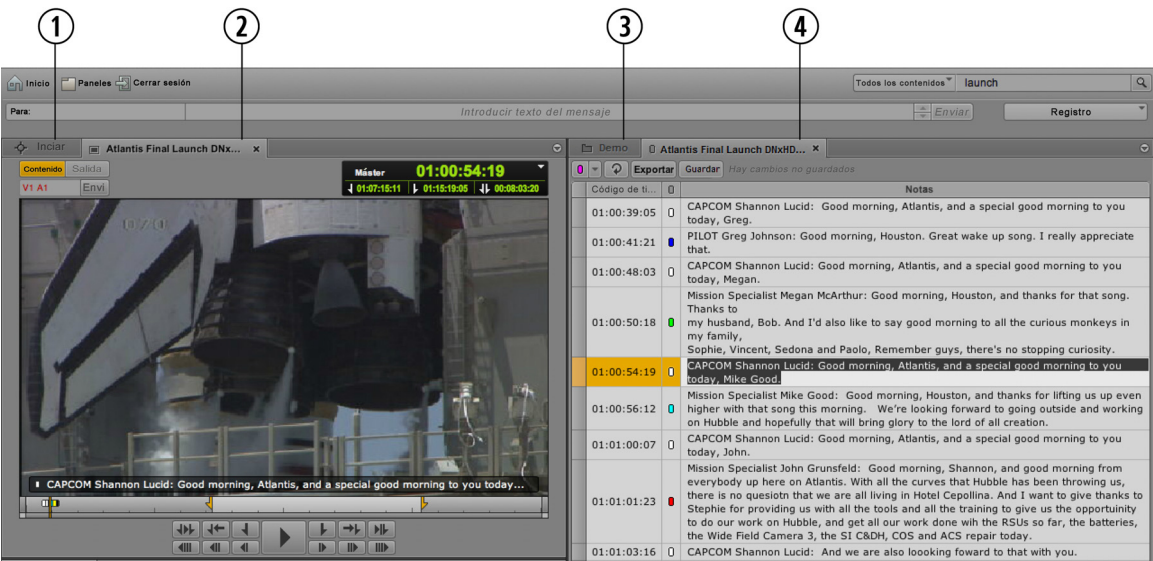 1
2
3
4
Inicio
Paneles
Cerrar sesión
Todos los contenidos
launch
Para:
Introducir texto del mensaje
Enviar
Registro
Inciar
Atlantis Final Launch DNx...
x
Contenido
Salida
V1 A1
Envi
Máster
01:00:54:19
01:07:15:11
01:15:19:05
00:08:03:20
CAPCOM Shannon Lucid: Good morning, Atlantis, and a special good morning to you today...
Demo
Atlantis Final Launch DNxHD...
x
Exportar
Guardar
Hay cambios no guardados
Código de ti...
Notas
01:00:39:05
CAPCOM Shannon Lucid: Good morning, Atlantis, and a special good morning to you
today, Greg.
01:00:41:21
PILOT Greg Johnson: Good morning, Houston. Great wake up song. I really appreciate
that.
01:00:48:03
CAPCOM Shannon Lucid: Good morning, Atlantis, and a special good morning to you
today, Megan.
01:00:50:18
Mission Specialist Megan McArthur: Good morning, Houston, and thanks for that song.
Thanks to
my husband, Bob. And I'd also like to say good morning to all the curious monkeys in
my family,
Sophie, Vincent, Sedona and Paolo, Remember guys, there's no stopping curiosity.
01:00:54:19
CAPCOM Shannon Lucid: Good morning, Atlantis, and a special good morning to you
today, Mike Good.
01:00:56:12
Mission Specialist Mike Good: Good morning, Houston, and thanks for lifting us up even
higher with that song this morning. We're looking forward to going outside and working
on Hubble and hopefully that will bring glory to the lord of all creation.
01:01:00:07
CAPCOM Shannon Lucid: Good morning, Atlantis, and a special good morning to you
today, John.
01:01:01:23
Mission Specialist John Grunsfeld: Good morning, Shannon, and good morning from
everybody up here on Atlantis. With all the curves that Hubble has been throwing us,
there is no quesiotn that we are all living in Hotel Cepollina. And I want to give thanks to
Stephie for providing us with all the tools and all the training to give us the opportuinity
to do our work on Hubble, and get all our work done wih the RSUs so far, the batteries,
the Wide Field Camera 3, the SI C&DH, COS and ACS repair today.
01:01:03:16
CAPCOM Shannon Lucid: And we are also loooking foward to that with you.